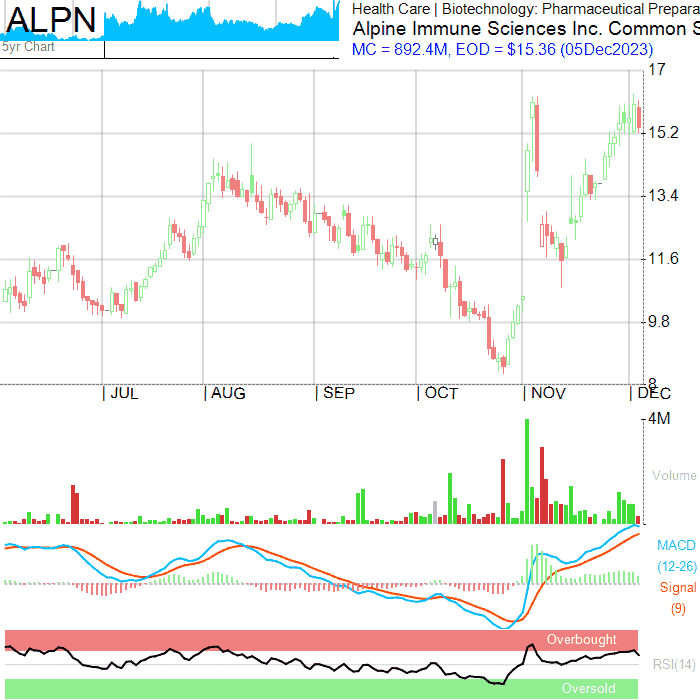 ALPN
5yr Chart
Health Care | Biotechnology: Pharmaceutical Prepara
Alpine Immune Sciences Inc. Common S
MC = 892.4M, EOD = $15.36 (05Dec2023)
17
15.2
13.4
11.6
9.8
8
| JUL | AUG | SEP | OCT | NOV | DEC
4M
Volume
MACD
(12-26)
Signal
(9)
Overbought
RSI(14)
Oversold